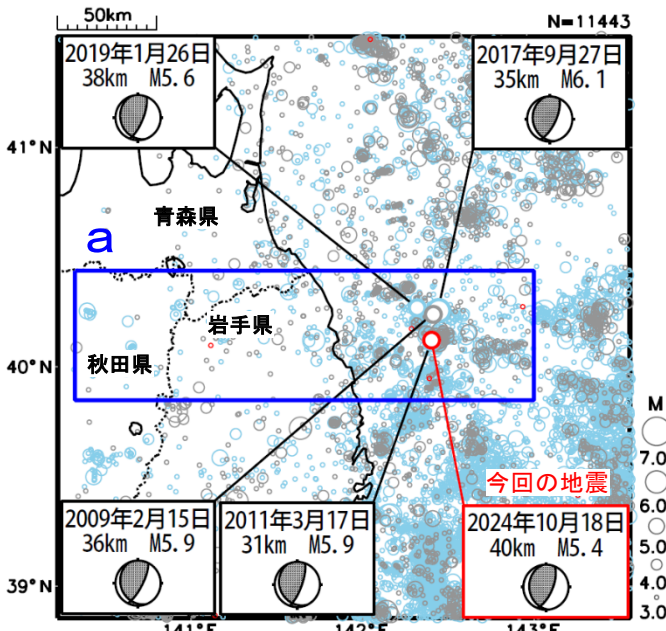 50km
N=11443
2019年1月26日
38km M5.6
2017年9月27日
35km M6.1
41°N
青森県
a
岩手県
秋田県
40°N
M
7.0
6.0
5.0
4.0
3.0
今回の地震
2009年2月15日
36km M5.9
2011年3月17日
31km M5.9
2024年10月18日
40km M5.4
39°N
141°E
142°E
143°E